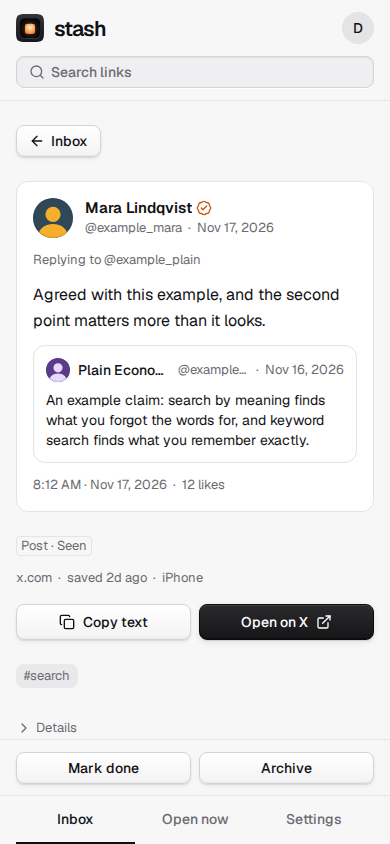 stash
D
Search links
Inbox
Mara Lindqvist
@example_mara · Nov 17, 2026
Replying to @example_plain
Agreed with this example, and the second
point matters more than it looks.
Plain Econo... @example... · Nov 16, 2026
An example claim: search by meaning finds
what you forgot the words for, and keyword
search finds what you remember exactly.
8:12 AM · Nov 17, 2026 · 12 likes
Post · Seen
x.com · saved 2d ago · iPhone
Copy text
Open on X
#search
Details
Mark done
Archive
Inbox
Open now
Settings